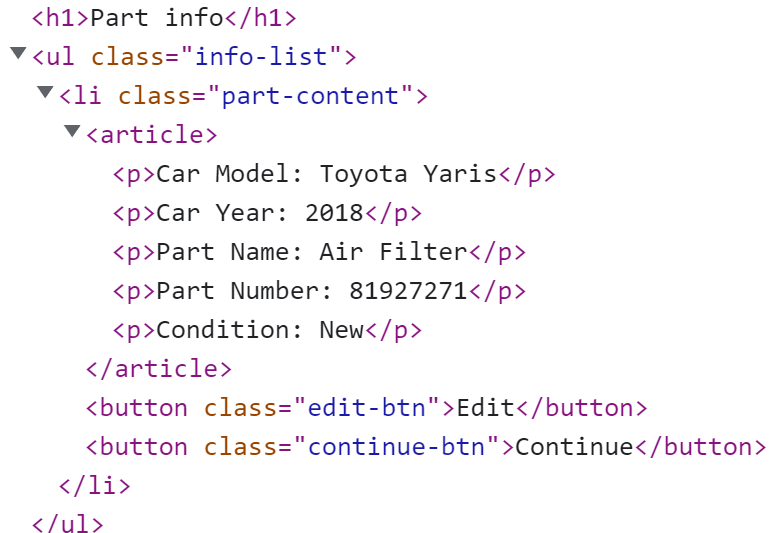 <h1>Part info</h1>
<ul class="info-list">
<li class="part-content">
<article>
<p>Car Model: Toyota Yaris</p>
<p>Car Year: 2018</p>
<p>Part Name: Air Filter</p>
<p>Part Number: 81927271</p>
<p>Condition: New</p>
</article>
<button class="edit-btn">Edit</button>
<button class="continue-btn">Continue</button>
</li>
</ul>